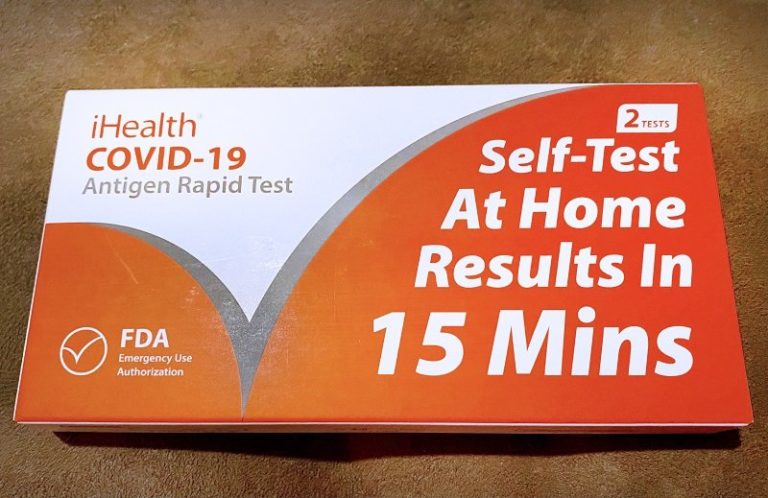 iHealth
COVID-19
Antigen Rapid Test
2 TESTS
Self-Test
At Home
Results In
15 Mins
FDA
Emergency Use
Authorization